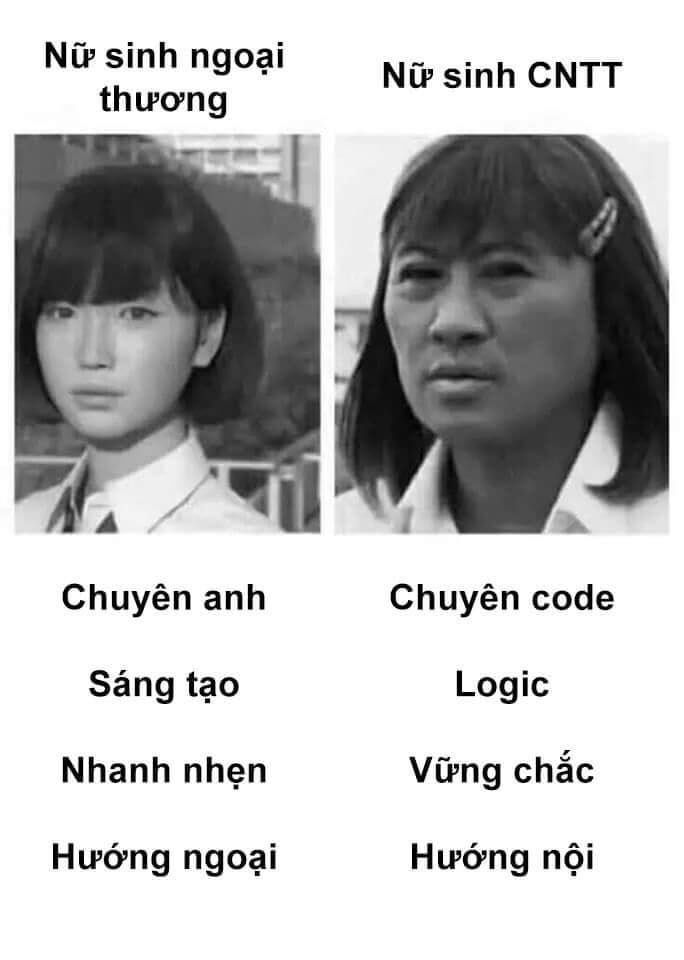 Nữ sinh ngoại
thương
Nữ sinh CNTT
Chuyên anh
Chuyên code
Sáng tạo
Logic
Nhanh nhẹn
Vững chắc
Hướng ngoại
Hướng nội